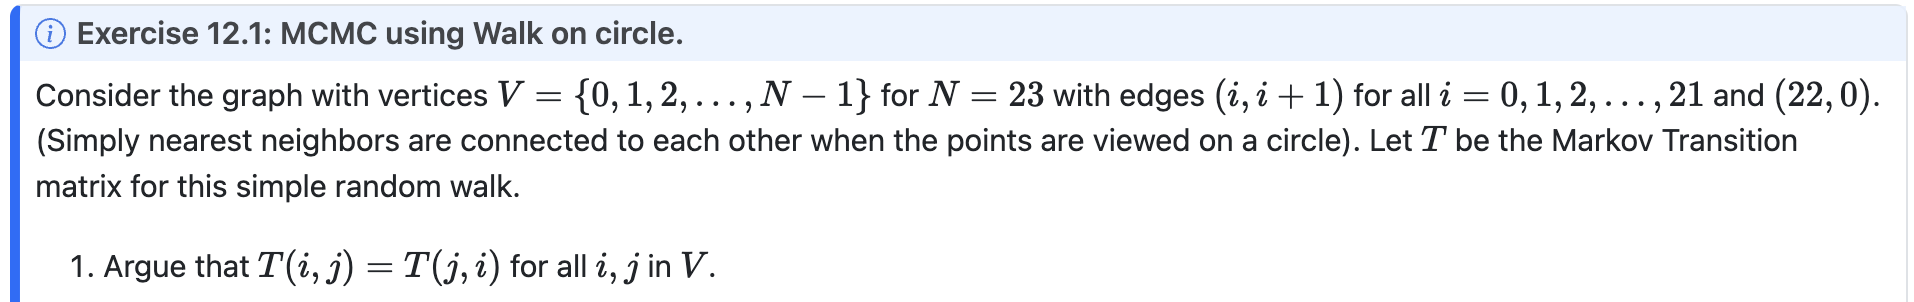 Exercise 12.1: MCMC using Walk on circle.
Consider the graph with vertices V = {0, 1, 2, . . . , N − 1} for N = 23 with edges (i, i + 1) for all i = 0, 1, 2, . . . , 21 and (22, 0).
(Simply nearest neighbors are connected to each other when the points are viewed on a circle). Let T be the Markov Transition
matrix for this simple random walk.
1. Argue that T(i, j) = T(j, i) for all i, j in V.